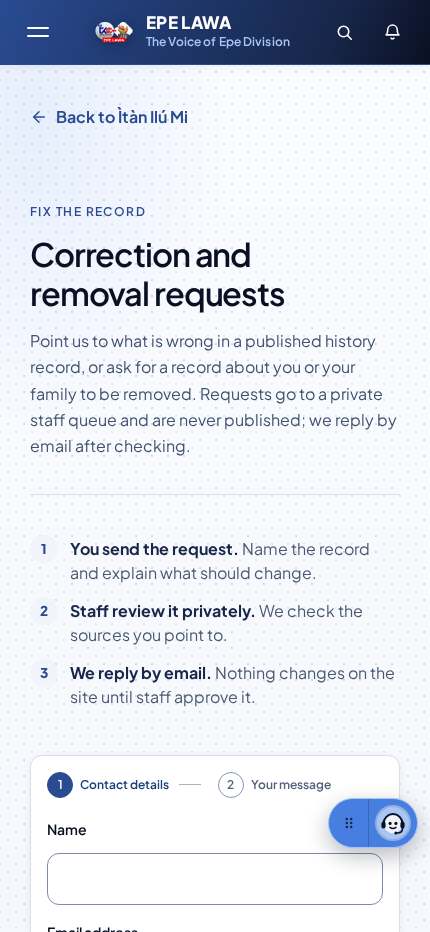 EPE LAWA
The Voice of Epe Division
EPE LAWA
Back to Ìtàn Ilú Mi
FIX THE RECORD
Correction and
removal requests
Point us to what is wrong in a published history
record, or ask for a record about you or your
family to be removed. Requests go to a private
staff queue and are never published; we reply by
email after checking.
1 You send the request. Name the record
and explain what should change.
2 Staff review it privately. We check the
sources you point to.
3 We reply by email. Nothing changes on the
site until staff approve it.
1 Contact details 2 Your message
Name
Email address